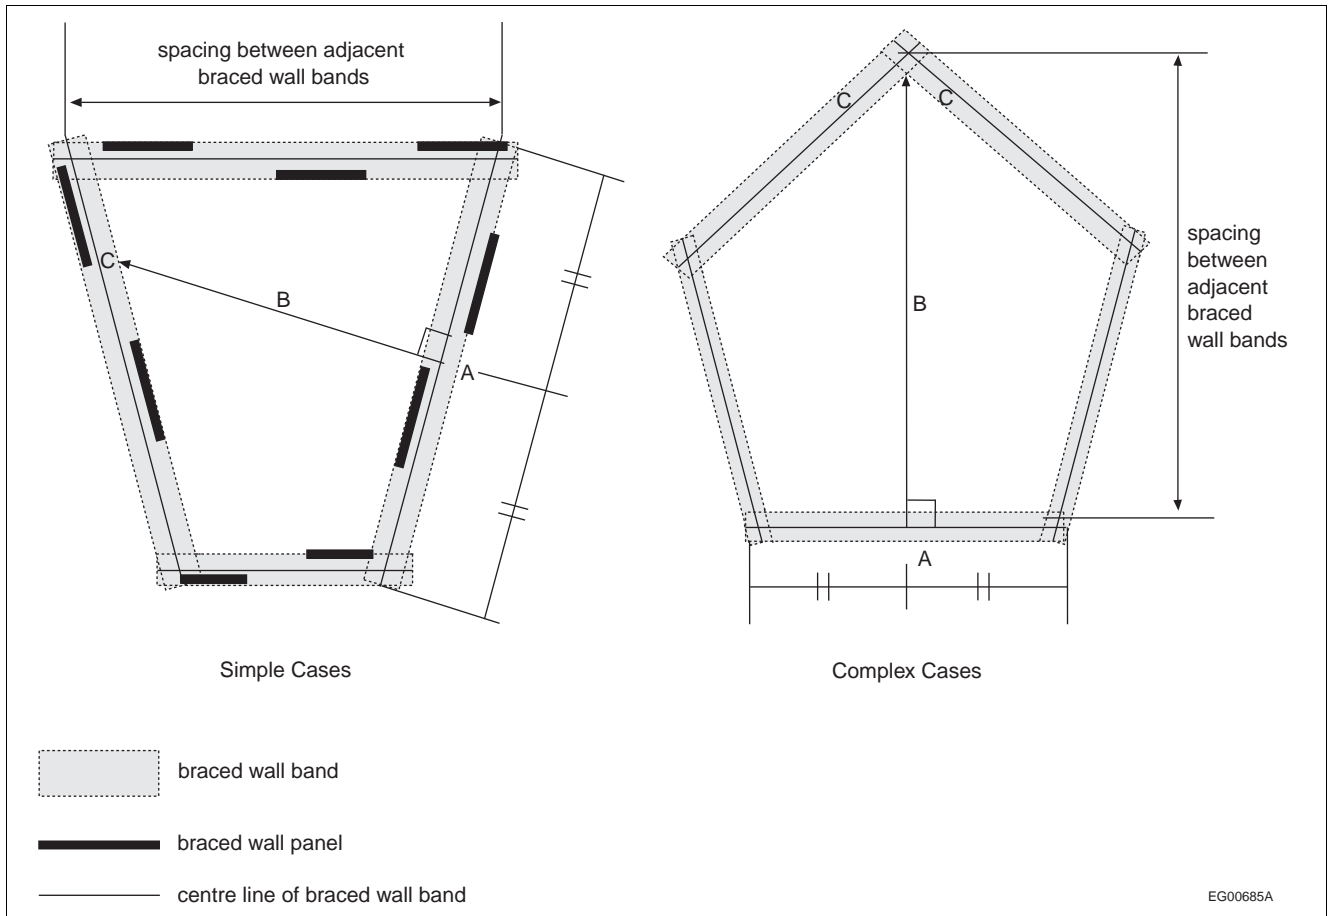 spacing between adjacent
braced wall bands
C
B
A
Simple Cases
C
C
B
spacing
between
adjacent
braced
wall bands
A
Complex Cases
braced wall band
braced wall panel
centre line of braced wall band
EG00685A